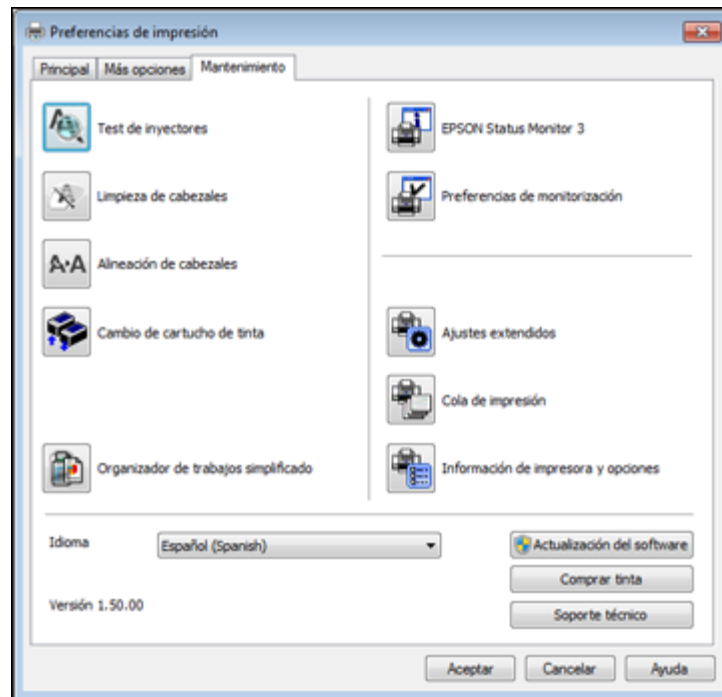 Preferencias de impresión
Principal
Más opciones
Mantenimiento
Test de inyectores
EPSON Status Monitor 3
Limpieza de cabezales
Preferencias de monitorización
A·A
Alineación de cabezales
Cambio de cartucho de tinta
Ajustes extendidos
Cola de impresión
Organizador de trabajos simplificado
Información de impresora y opciones
Idioma
Español (Spanish)
Actualización del software
Comprar tinta
Versión 1.50.00
Soporte técnico
Aceptar
Cancelar
Ayuda